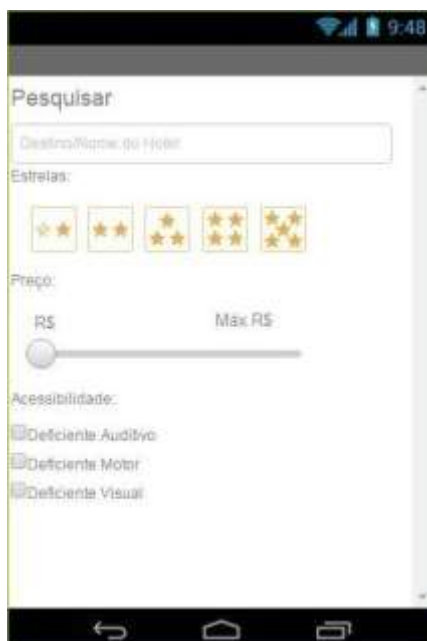 9:48
Pesquisar
Destino/Nome do Hotel
Estrelas:
Preço:
R$ Max R$
Acessibilidade:
Deficiente Auditivo
Deficiente Motor
Deficiente Visual